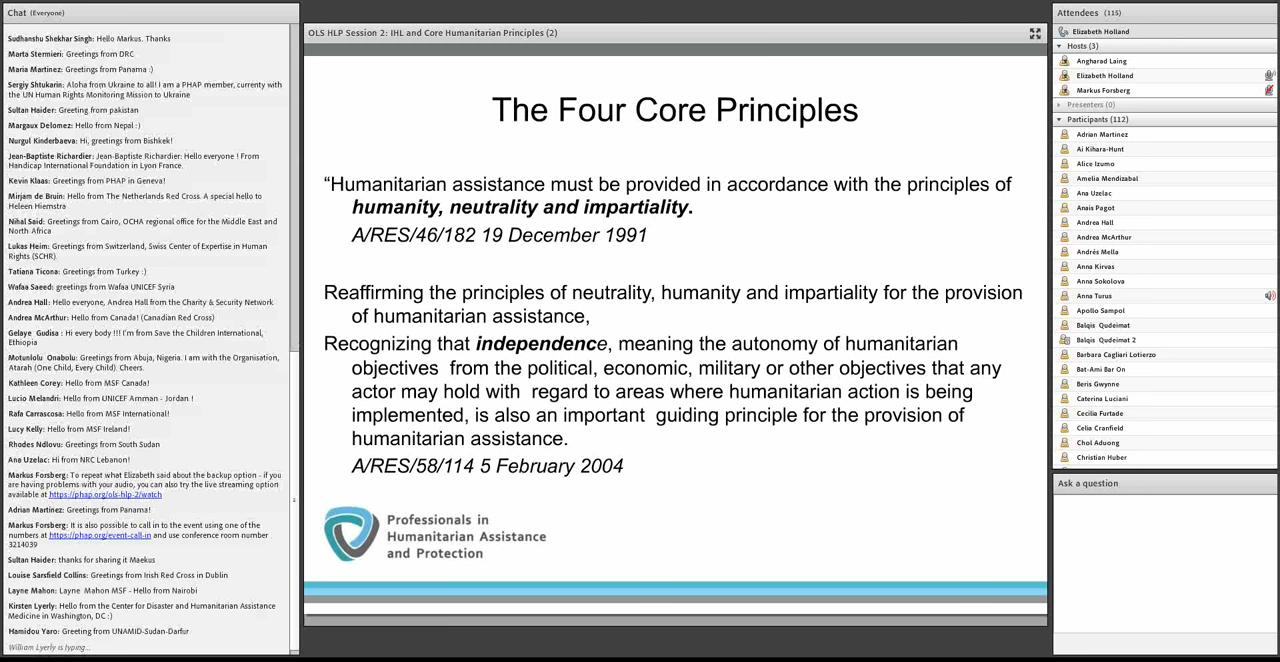 Chat (Everyone)
Sudhanshu Shekhar Singh: Hello Markus. Thanks
Marta Stermieri: Greetings from DRC
Maria Martinez: Greetings from Panama :)
Sergiy Shtukarin: Aloha from Ukraine to all! I am a PHAP member, currenty with
the UN Human Rights Monitoring Mission to Ukraine
Sultan Haider: Greeting from pakistan
Margaux Delomez: Hello from Nepal :)
Nurgul Kinderbaeva: Hi, greetings from Bishkek!
Jean-Baptiste Richardier: Jean-Baptiste Richardier: Hello everyone ! From
Handicap International Foundation in Lyon France.
Kevin Klaas: Greetings from PHAP in Geneva!
Mirjam de Bruin: Hello from The Netherlands Red Cross. A special hello to
Heleen Hiemstra
Nihal Said: Greetings from Cairo, OCHA regional office for the Middle East and
North Africa
Lukas Heim: Greetings from Switzerland, Swiss Center of Expertise in Human
Rights (SCHR).
Tatiana Ticona: Greetings from Turkey :)
Wafaa Saeed: greetings from Wafaa UNICEF Syria
Andrea Hall: Hello everyone, Andrea Hall from the Charity & Security Network
Andrea McArthur: Hello from Canada! (Canadian Red Cross)
Gelaye Gudisa : Hi every body !!! I'm from Save the Children International,
Ethiopia
Motunlolu Onabolu: Greetings from Abuja, Nigeria. I am with the Organisation,
Atarah (One Child, Every Child). Cheers.
Kathleen Corey: Hello from MSF Canada!
Lucio Melandri: Hello from UNICEF Amman - Jordan !
Rafa Carrascosa: Hello from MSF International!
Lucy Kelly: Hello from MSF Ireland!
Rhodes Ndlovu: Greetings from South Sudan
Ana Uzelac: Hi from NRC Lebanon!
Markus Forsberg: To repeat what Elizabeth said about the backup option - if you
are having problems with your audio, you can also try the live streaming option
available at https://phap.org/ols-hlp-2/watch
Adrian Martinez: Greetings from Panama!
Markus Forsberg: It is also possible to call in to the event using one of the
numbers at https://phap.org/event-call-in and use conference room number
3214039
Sultan Haider: thanks for sharing it Maekus
Louise Sarsfield Collins: Greetings from Irish Red Cross in Dublin
Layne Mahon: Layne Mahon MSF - Hello from Nairobi
Kirsten Lyerly: Hello from the Center for Disaster and Humanitarian Assistance
Medicine in Washington, DC :)
Hamidou Yaro: Greeting from UNAMID-Sudan-Darfur
William Lyerly is typing...
OLS HLP Session 2: IHL and Core Humanitarian Principles (2)
The Four Core Principles
“Humanitarian assistance must be provided in accordance with the principles of
humanity, neutrality and impartiality.
A/RES/46/182 19 December 1991
Reaffirming the principles of neutrality, humanity and impartiality for the provision
of humanitarian assistance,
Recognizing that independence, meaning the autonomy of humanitarian
objectives from the political, economic, military or other objectives that any
actor may hold with regard to areas where humanitarian action is being
implemented, is also an important guiding principle for the provision of
humanitarian assistance.
A/RES/58/114 5 February 2004
Professionals in
Humanitarian Assistance
and Protection
Attendees (115)
Elizabeth Holland
Hosts (3)
Angharad Laing
Elizabeth Holland
Markus Forsberg
Presenters (0)
Participants (112)
Adrian Martinez
Ai Kihara-Hunt
Alice Izumo
Amelia Mendizabal
Ana Uzelac
Anais Pagot
Andrea Hall
Andrea McArthur
Andrés Mella
Anna Kirvas
Anna Sokolova
Anna Turus
Apollo Sampol
Balqis Qudeimat
Balqis Qudeimat 2
Barbara Cagliari Lotierzo
Bat-Ami Bar On
Beris Gwynne
Caterina Luciani
Cecilia Furtade
Celia Cranfield
Chol Aduong
Christian Huber
Ask a question